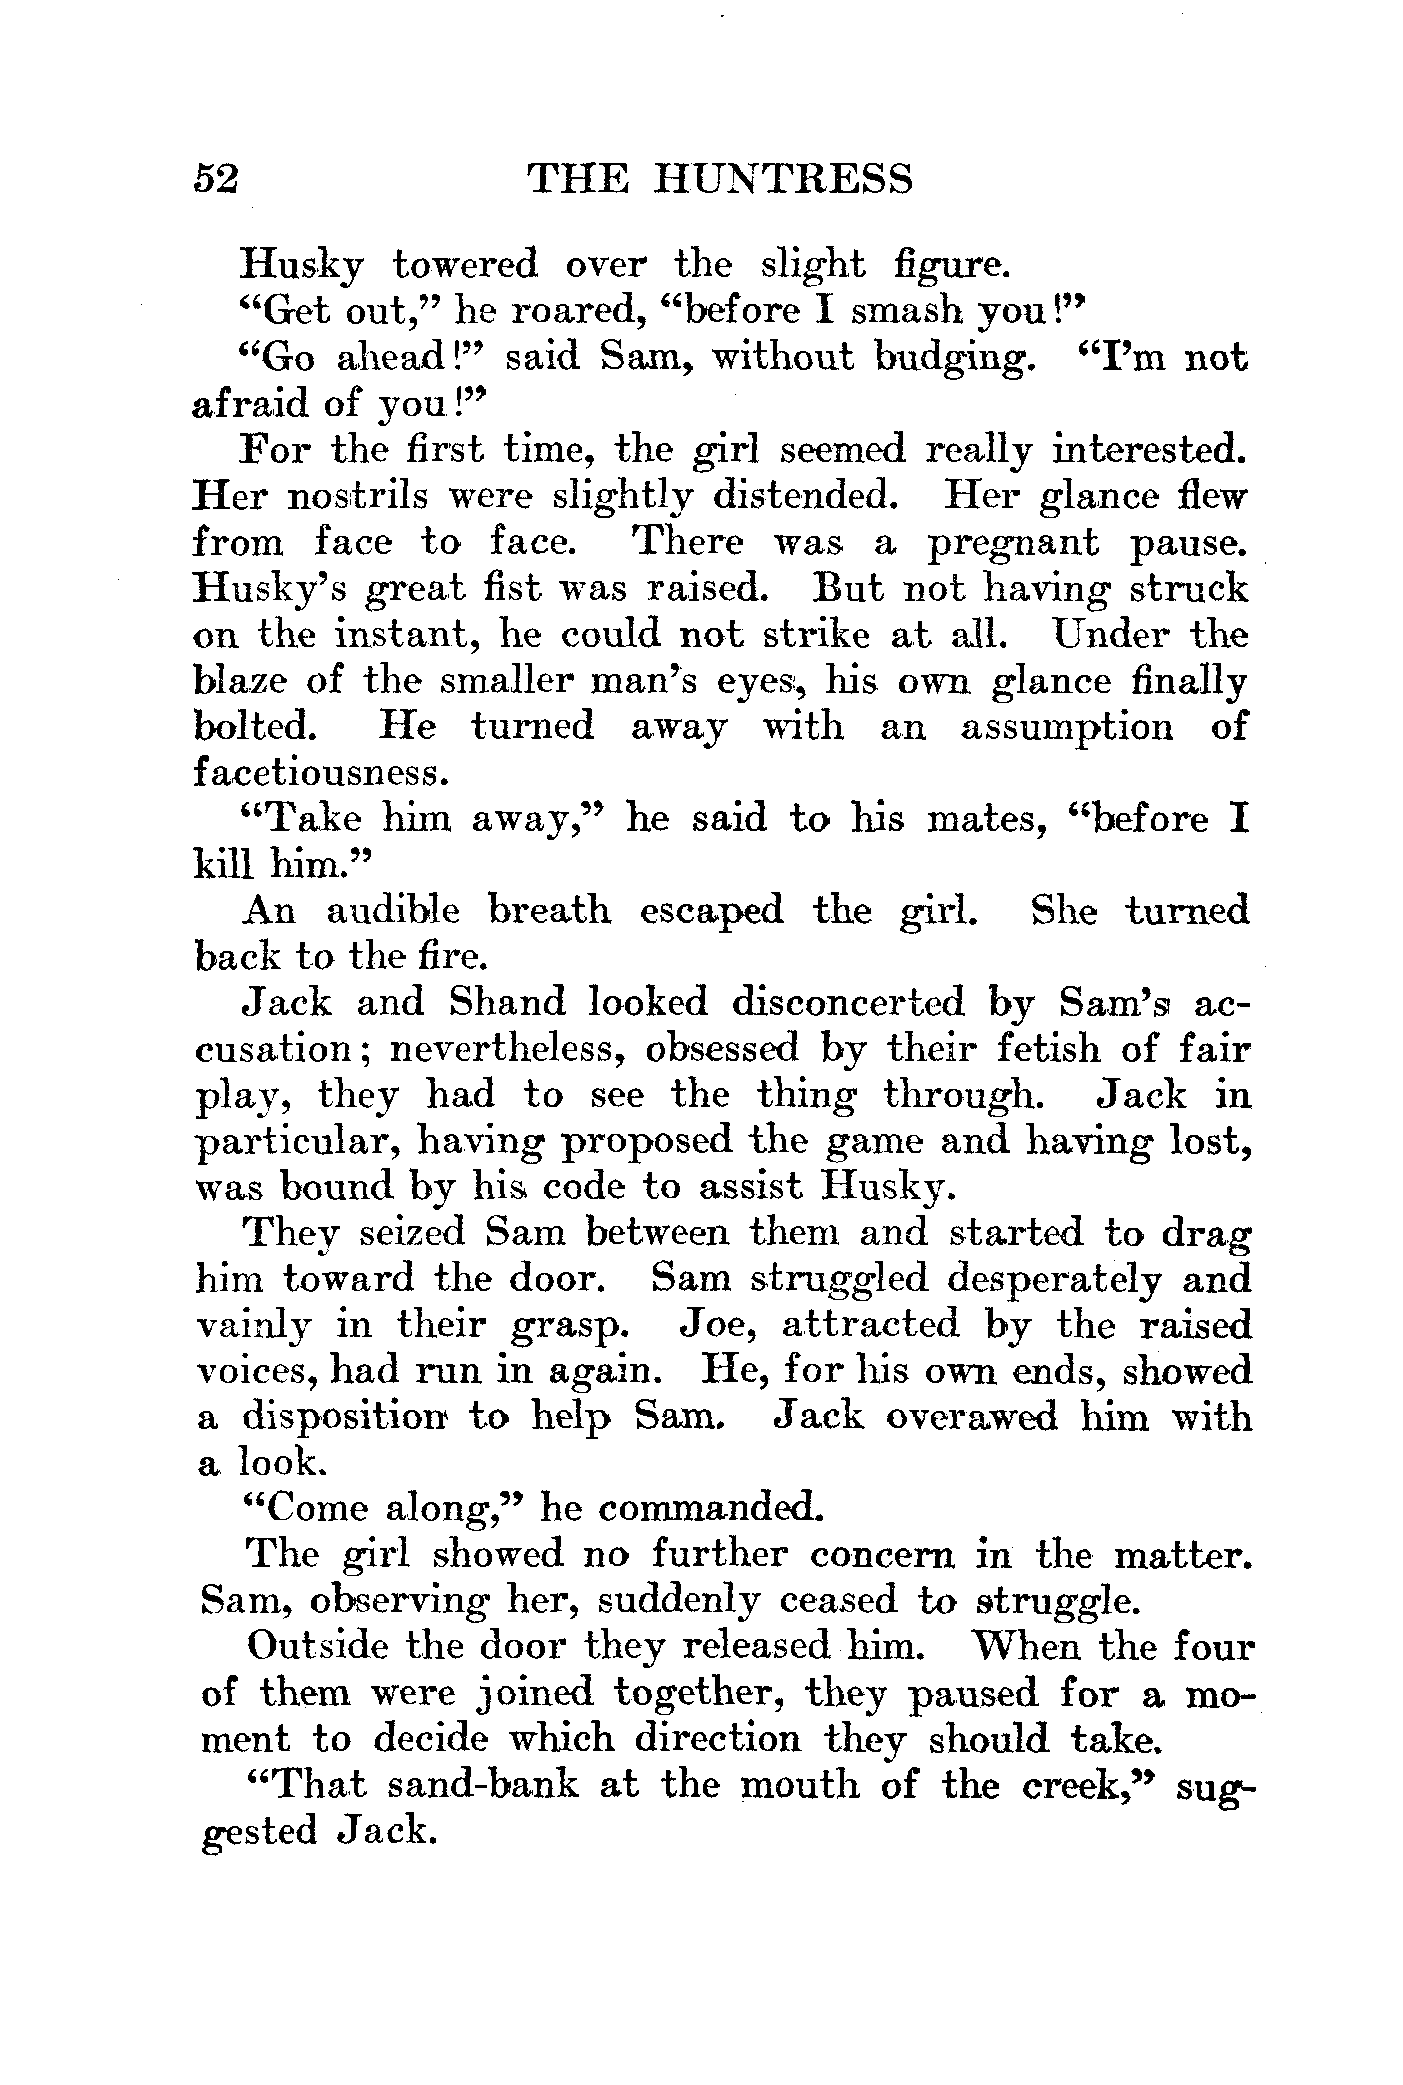 52 THE HUNTRESS
Husky towered over the slight figure.
"Get out," he roared, "before I smash you!"
"Go ahead!" said Sam, without budging. "I'm not
afraid of you!"
For the first time, the girl seemed really interested.
Her nostrils were slightly distended. Her glance flew
from face to face. There was a pregnant pause.
Husky's great fist was raised. But not having struck
on the instant, he could not strike at all. Under the
blaze of the smaller man's eyes, his own glance finally
bolted. He turned away with an assumption of
facetiousness.
"Take him away," he said to his mates, "before I
kill him."
An audible breath escaped the girl. She turned
back to the fire.
Jack and Shand looked disconcerted by Sam's ac-
cusation; nevertheless, obsessed by their fetish of fair
play, they had to see the thing through. Jack in
particular, having proposed the game and having lost,
was bound by his code to assist Husky.
They seized Sam between them and started to drag
him toward the door. Sam struggled desperately and
vainly in their grasp. Joe, attracted by the raised
voices, had run in again. He, for his own ends, showed
a disposition to help Sam. Jack overawed him with
a look.
"Come along," he commanded.
The girl showed no further concern in the matter.
Sam, observing her, suddenly ceased to struggle.
Outside the door they released him. When the four
of them were joined together, they paused for a mo-
ment to decide which direction they should take.
"That sand-bank at the mouth of the creek," sug-
gested Jack.